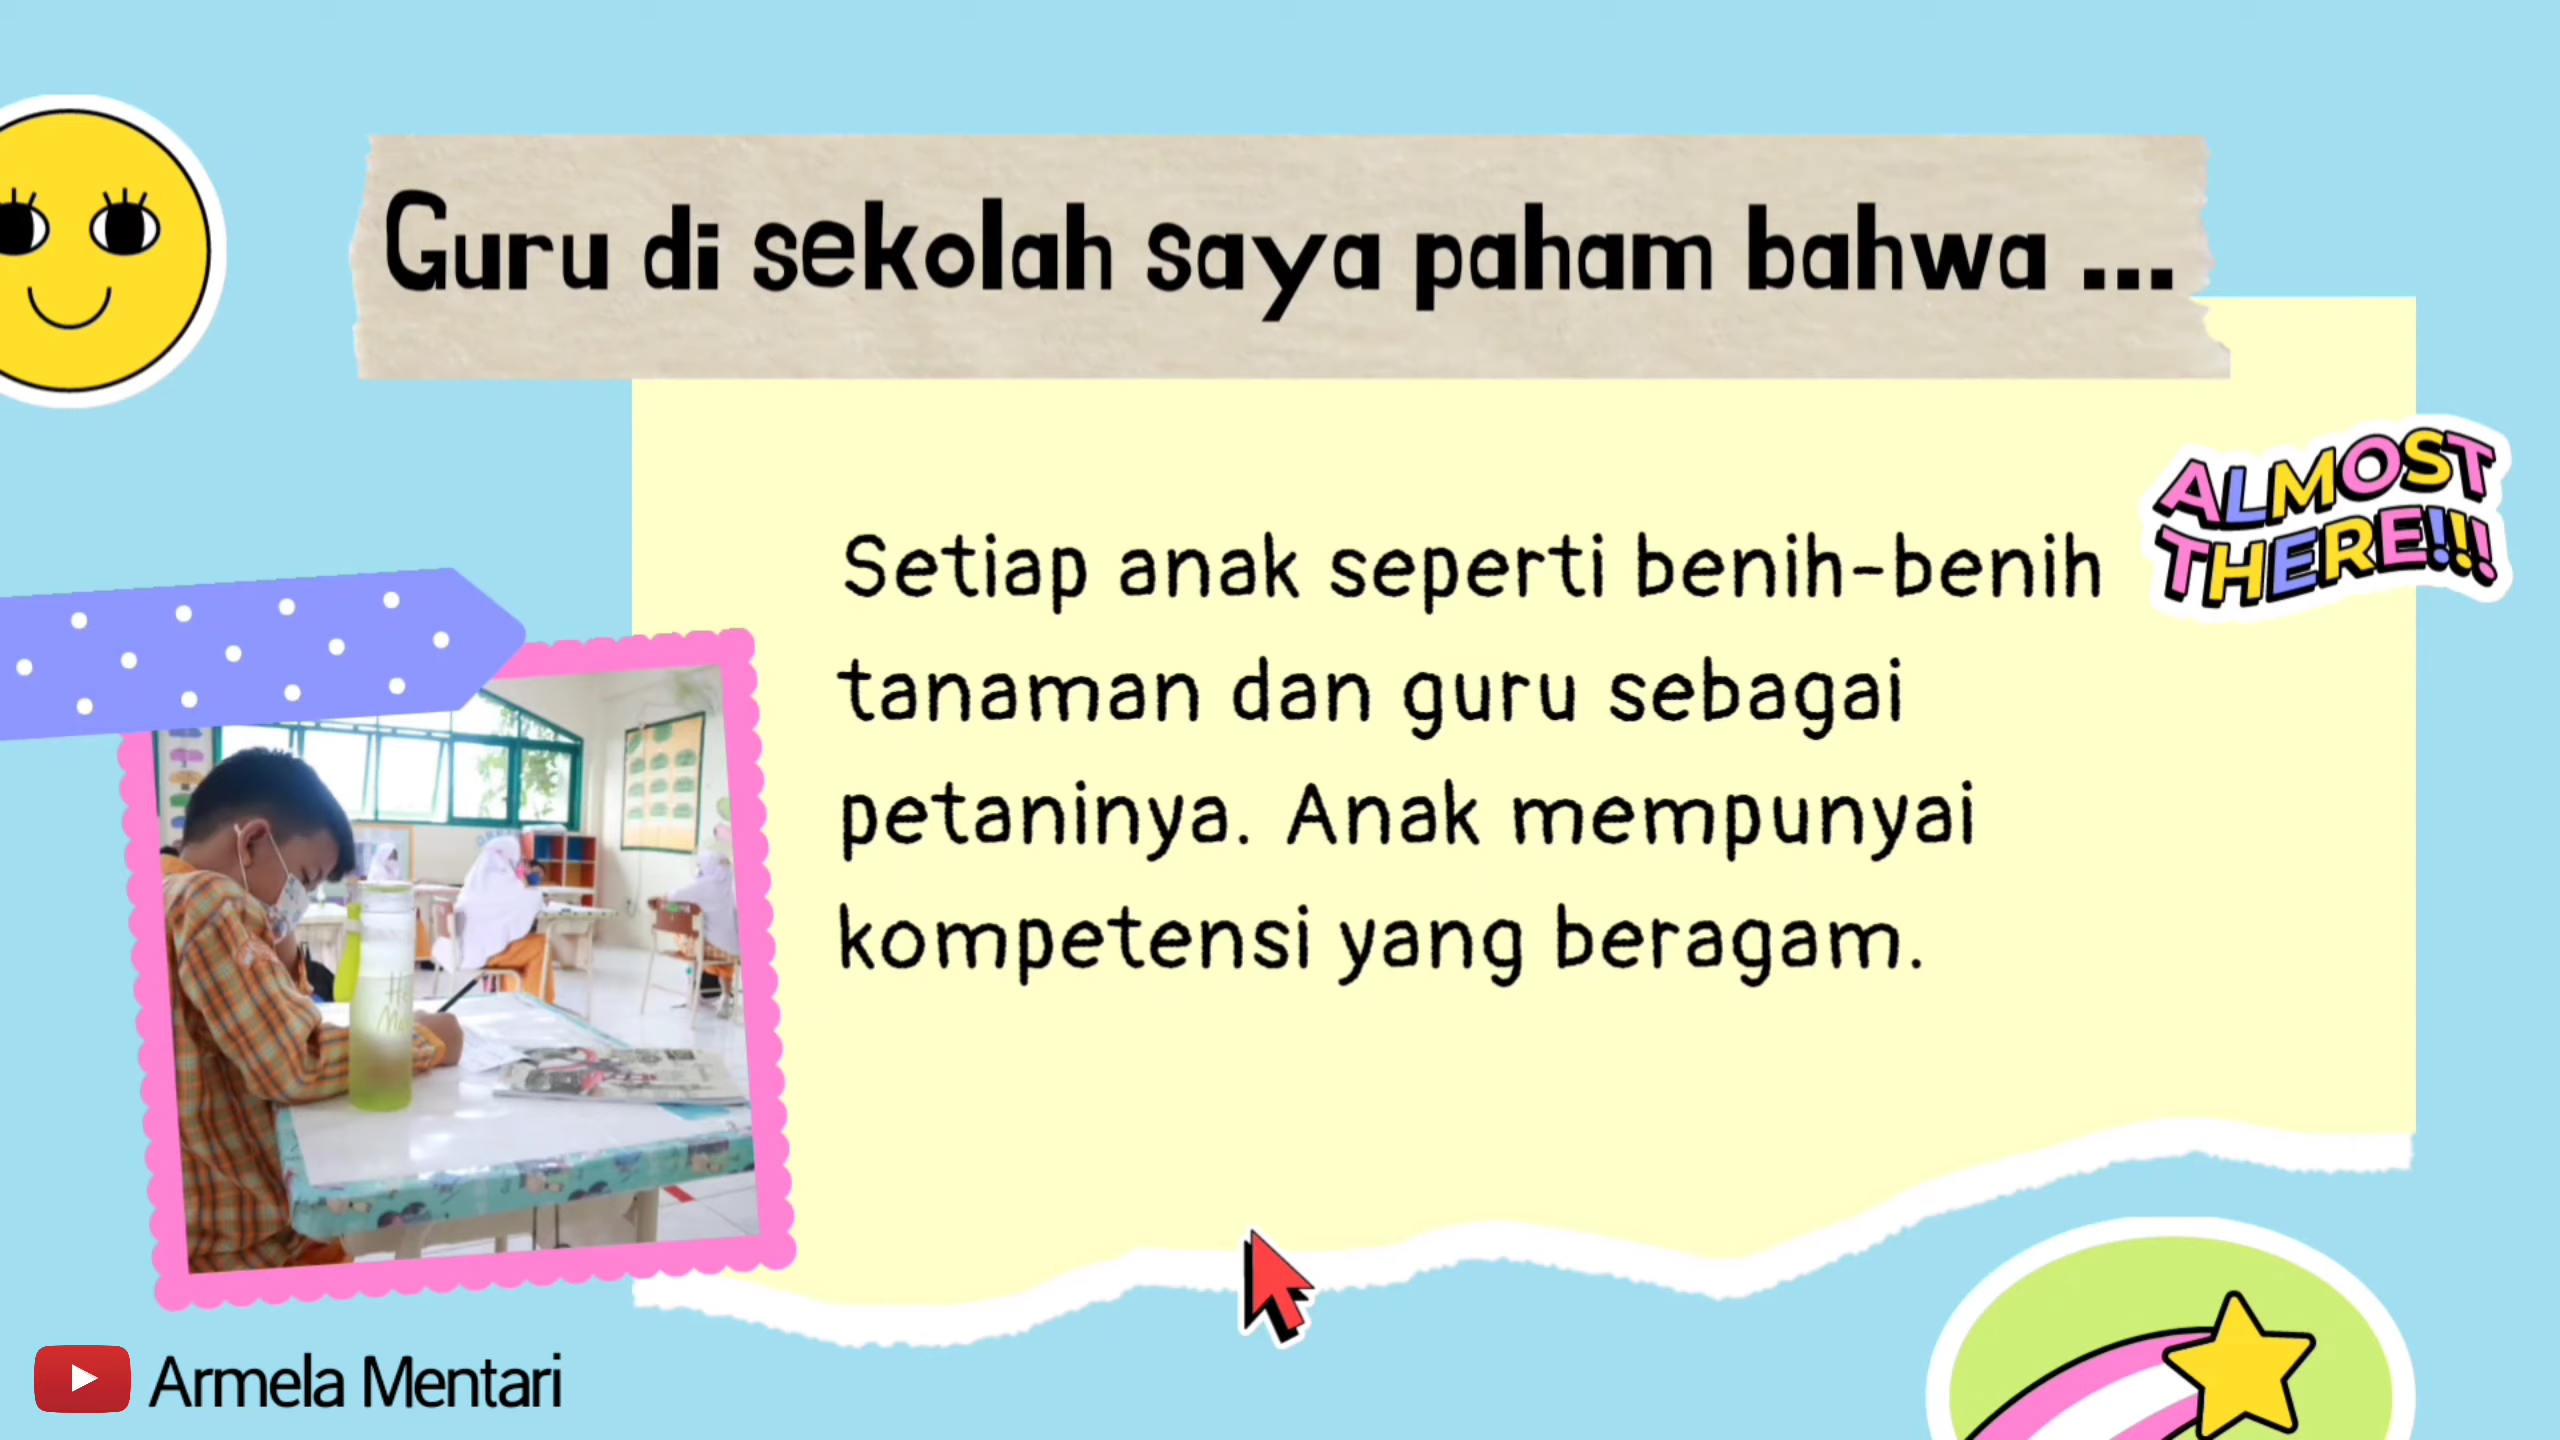 Guru di sekolah saya paham bahwa ...
ALMOST
THERE!!!
Setiap anak seperti benih-benih
tanaman dan guru sebagai
petaninya. Anak mempunyai
kompetensi yang beragam.
Armela Mentari